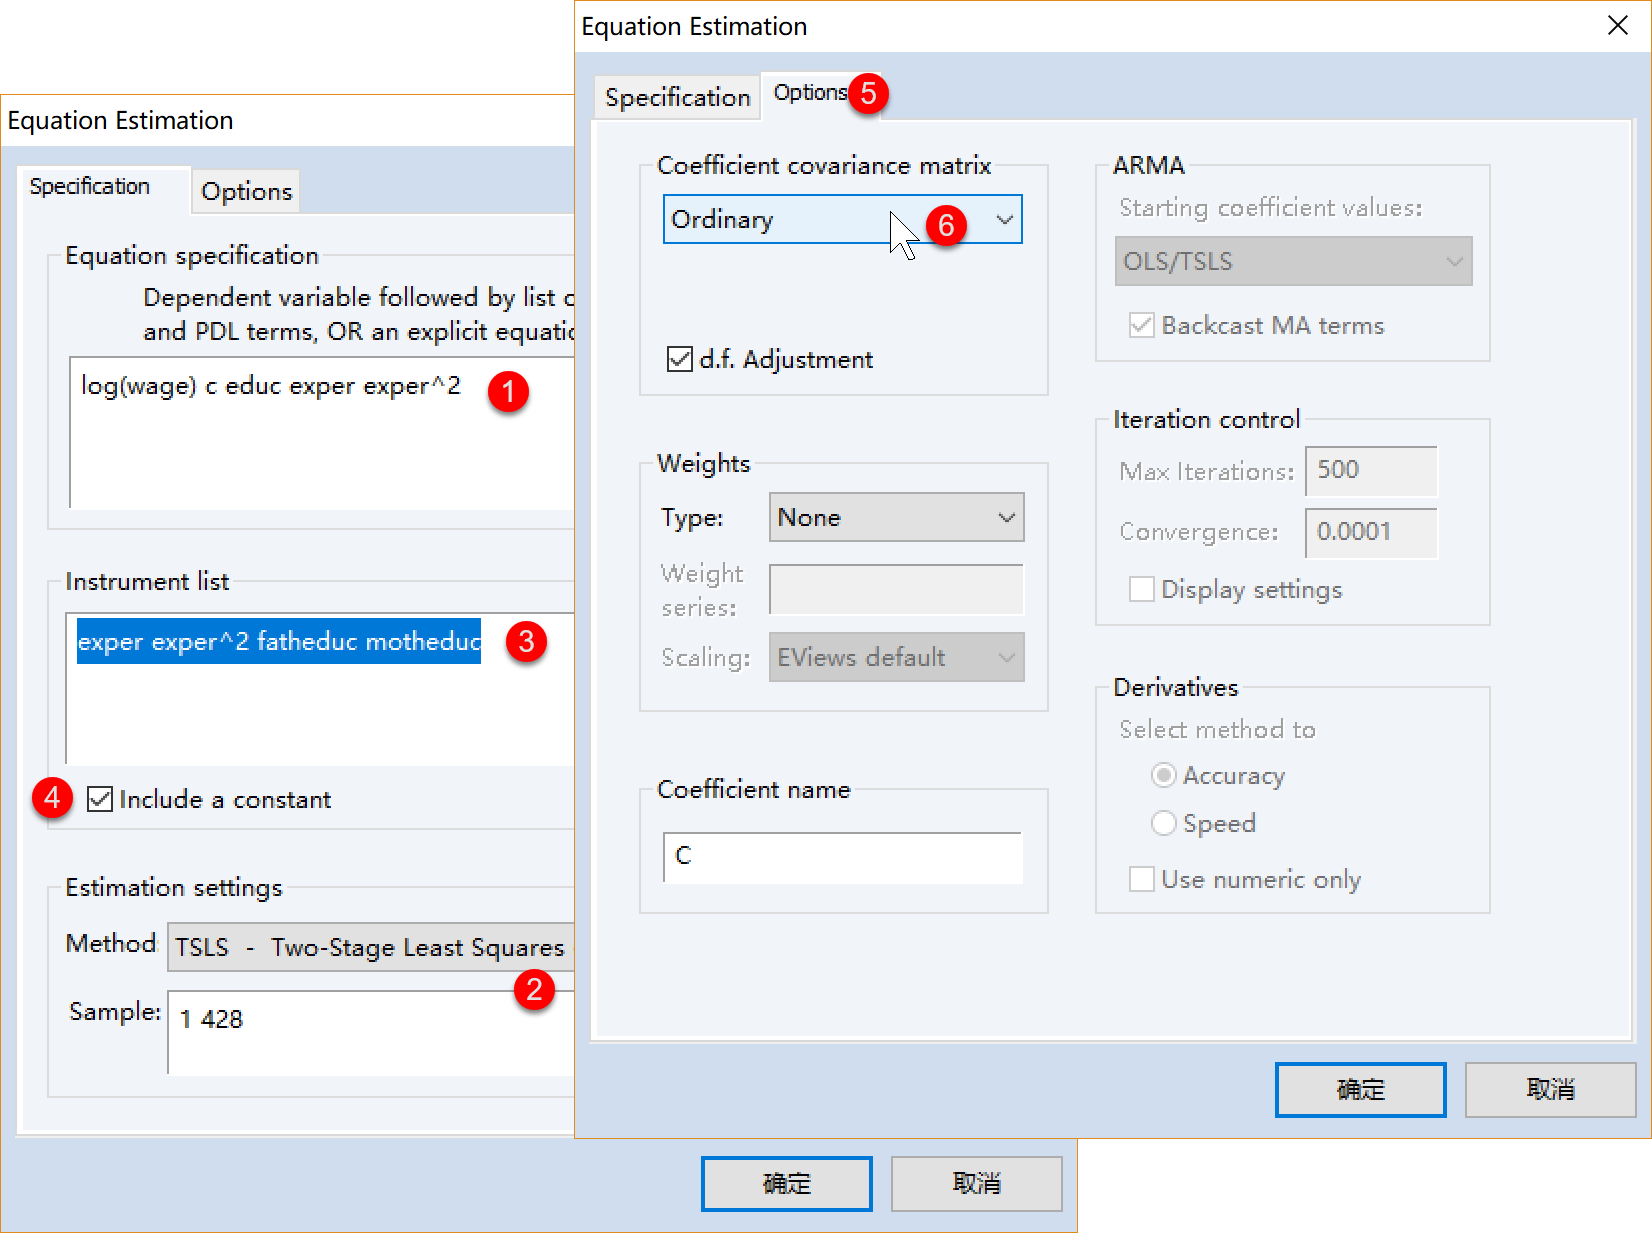 Equation Estimation
Specification
Options
Equation specification
Dependent variable followed by list
and PDL terms, OR an explicit
log(wage) c educ exper exper^2
1
Instrument list
exper exper^2 fatheduc motheduc
3
4
Include a constant
Estimation settings
Method:
TSLS - Two-Stage Least Squares
2
Sample:
1 428
确定
取消
Equation Estimation
Specification
Options
5
Coefficient covariance matrix
Ordinary
6
d.f. Adjustment
Weights
Type:
None
Weight
series:
Scaling:
EViews default
Coefficient name
C
ARMA
Starting coefficient values:
OLS/TSLS
Backcast MA terms
Iteration control
Max Iterations:
500
Convergence:
0.0001
Display settings
Derivatives
Select method to
Accuracy
Speed
Use numeric only
确定
取消